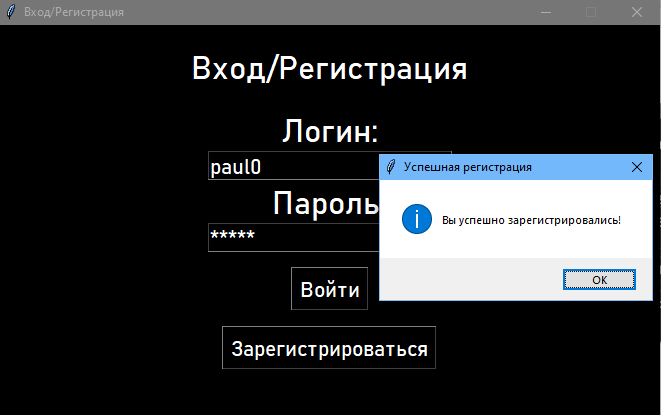 Вход/Регистрация
Вход/Регистрация
Логин:
paul0
Пароль
*****
Войти
Зарегистрироваться
Успешная регистрация
Вы успешно зарегистрировались!
OK